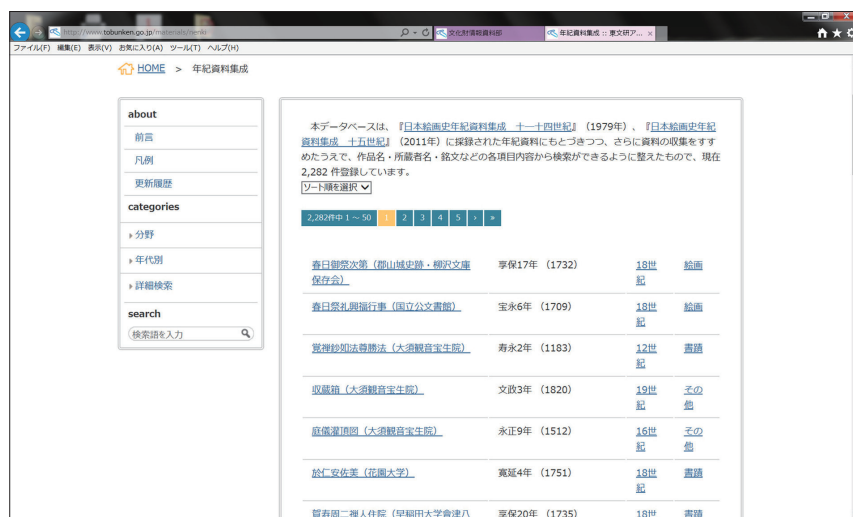 http://www.tobunken.go.jp/materials/nenki
文化財情報資料部
年紀資料集成 :: 東文研ア...
ファイル(F) 編集(E) 表示(V) お気に入り(A) ツール(T) ヘルプ(H)
HOME > 年紀資料集成
about
前言
凡例
更新履歴
categories
分野
年代別
詳細検索
search
検索語を入力
本データベースは、『日本絵画史年紀資料集成 十―十四世紀』(1979年)、『日本絵画史年紀
資料集成 十五世紀』(2011年)に採録された年紀資料にもとづきつつ、さらに資料の収集をすす
めたうえで、作品名・所蔵者名・銘文などの各項目内容から検索ができるように整えたもので、現在
2,282 件登録しています。
ソート順を選択
2,282件中 1 ~ 50 1 2 3 4 5 › »
春日御祭次第(郡山城史跡・柳沢文庫 享保17年 (1732) 18世 絵画
保存会) 紀
春日祭礼興福行事(国立公文書館) 宝永6年 (1709) 18世 絵画
紀
覚禅鈔如法尊勝法(大須観音宝生院) 寿永2年 (1183) 12世 書蹟
紀
収蔵箱(大須観音宝生院) 文政3年 (1820) 19世 その
紀 他
庭儀灌頂図(大須観音宝生院) 永正9年 (1512) 16世 その
紀 他
於仁安佐美(花園大学) 寛延4年 (1751) 18世 書蹟
紀
賀寿周二禅人住院(早稲田大学會津八 享保20年 (1735) 18世 書蹟